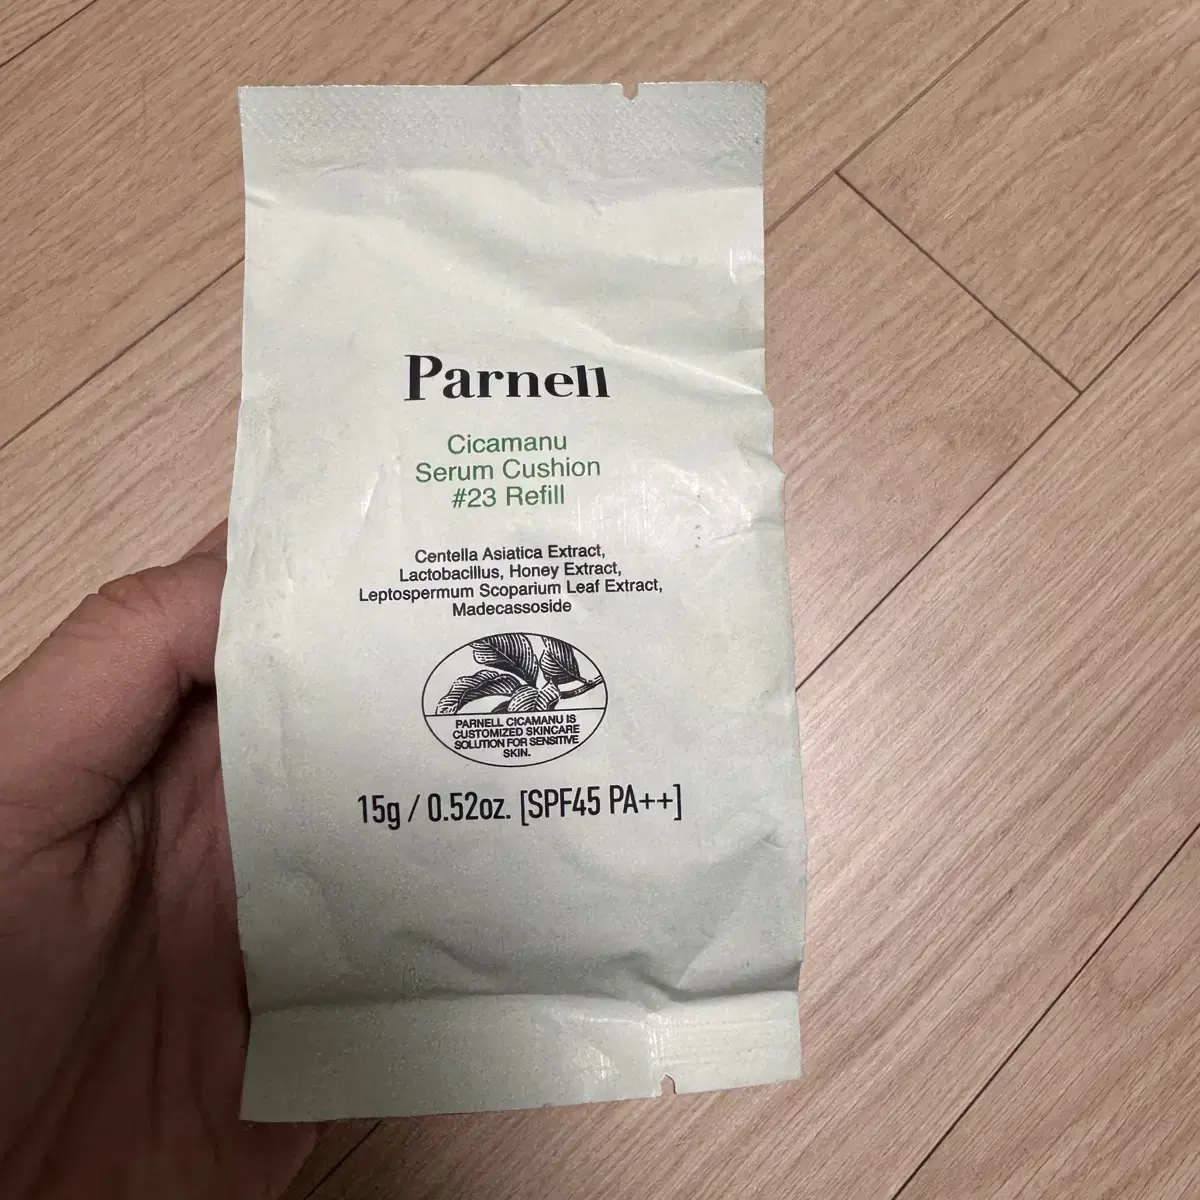 Parnell
Cicamanu
Serum Cushion
#23 Refill
Centella Asiatica Extract,
Lactobacillus, Honey Extract,
Leptospermum Scoparium Leaf Extract,
Madecassoside
PARNELL CICAMANU IS
CUSTOMIZED SKINCARE
SOLUTION FOR SENSITIVE
SKIN.
15g / 0.52oz. [SPF45 PA++]